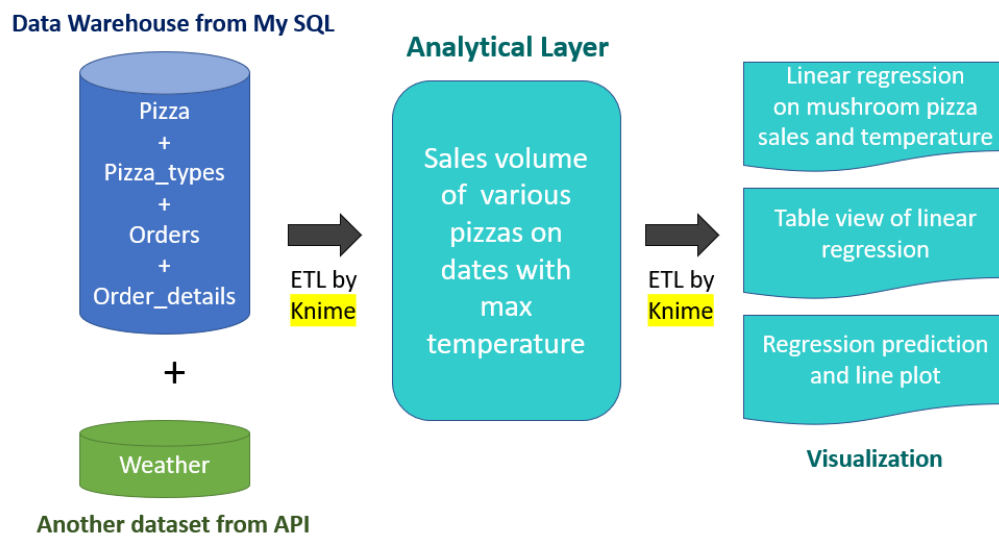 Data Warehouse from My SQL
Pizza
+
Pizza_types
+
Orders
+
Order_details
+
Weather
Another dataset from API
ETL by
Knime
Analytical Layer
Sales volume
of various
pizzas on
dates with
max
temperature
ETL by
Knime
Linear regression
on mushroom pizza
sales and temperature
Table view of linear
regression
Regression prediction
and line plot
Visualization